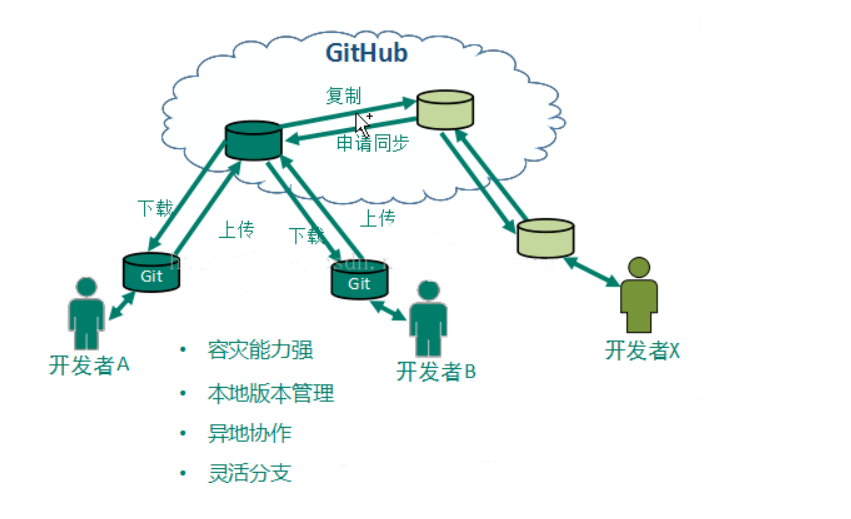 GitHub
复制
申请同步
下载
上传
下载
上传
Git
Git
开发者A
开发者B
开发者X
• 容灾能力强
• 本地版本管理
• 异地协作
• 灵活分支